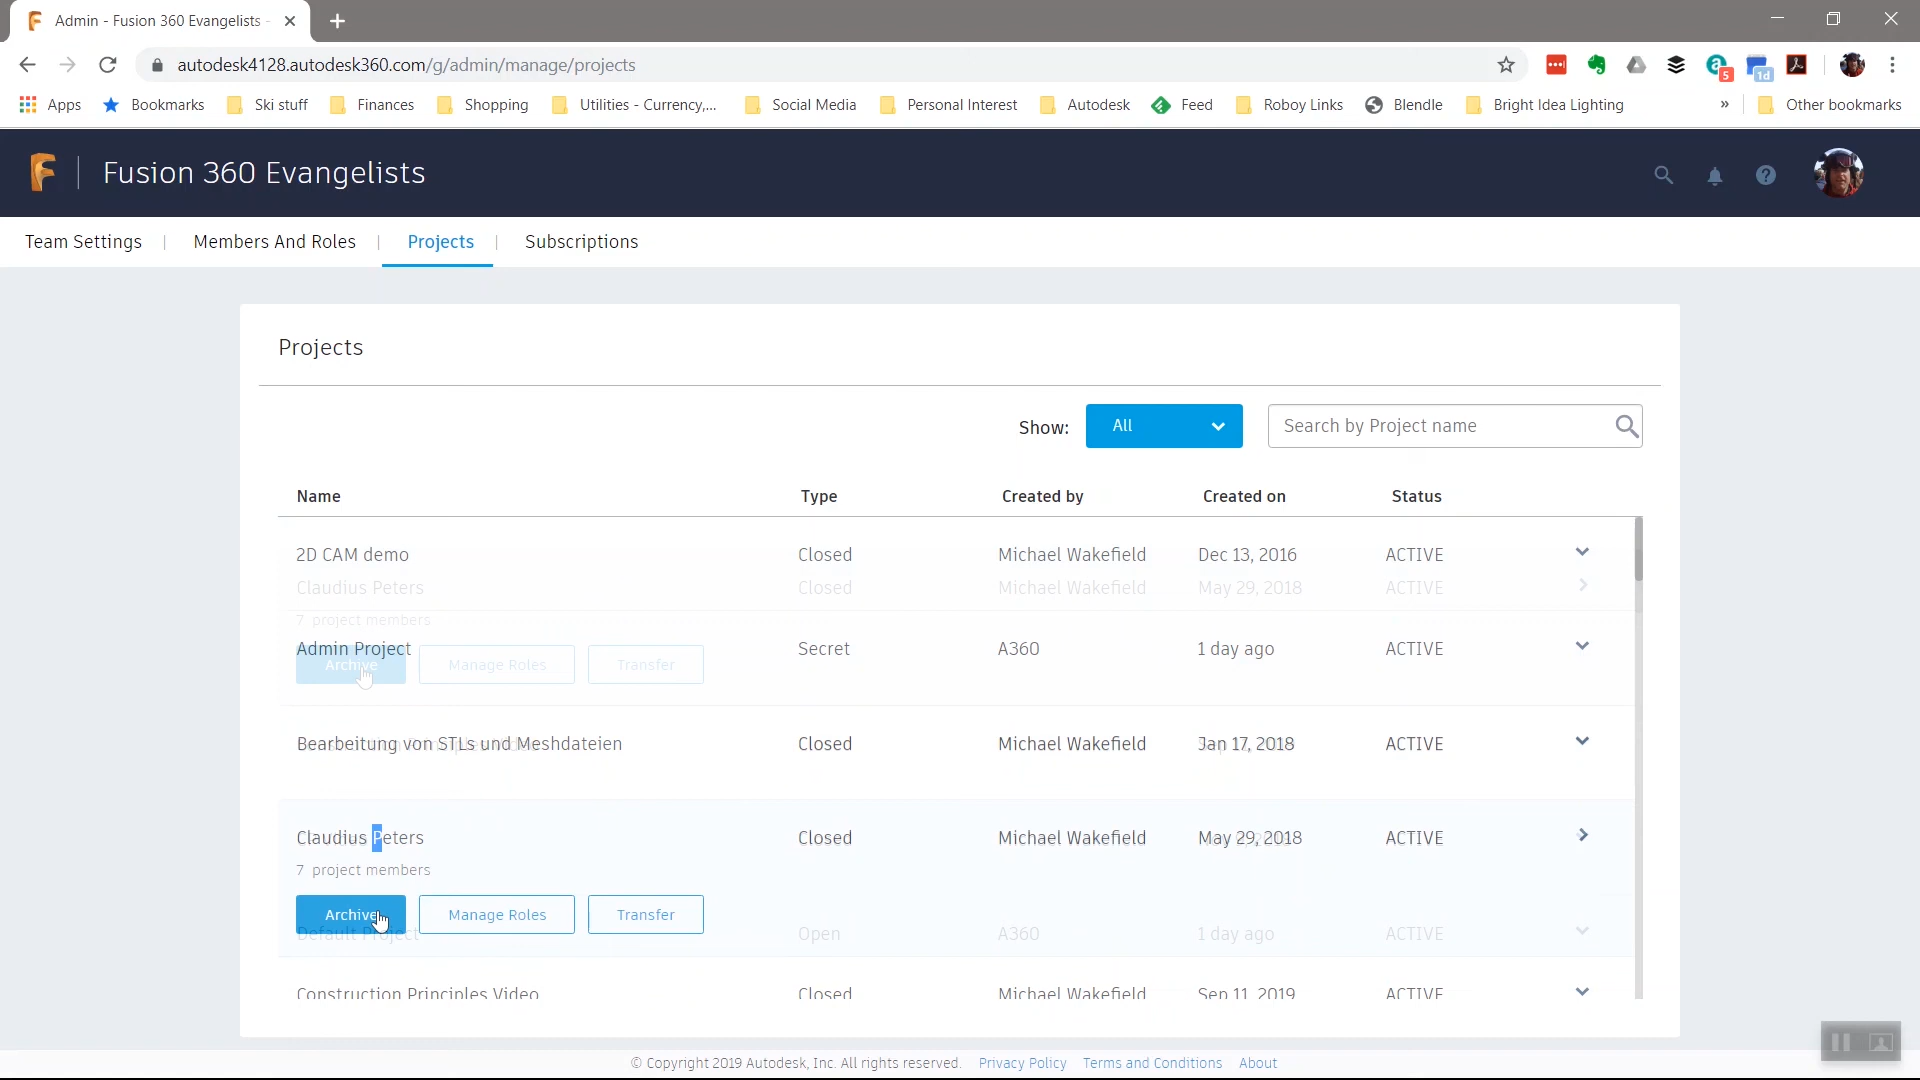 Admin - Fusion 360 Evangelists -
autodesk4128.autodesk360.com/g/admin/manage/projects
5
1d
Apps Bookmarks Ski stuff Finances Shopping Utilities - Currency,... Social Media Personal Interest Autodesk Feed Roboy Links Blendle Bright Idea Lighting » Other bookmarks
Fusion 360 Evangelists
Team Settings | Members And Roles | Projects | Subscriptions
Projects
Show: All Search by Project name
Name Type Created by Created on Status
2D CAM demo Closed Michael Wakefield Dec 13, 2016 ACTIVE
Claudius Peters Closed Michael Wakefield May 29, 2018 ACTIVE
7 project members
Admin Project Secret A360 1 day ago ACTIVE
Archive Manage Roles Transfer
Bearbeitung von STLs und Meshdateien Closed Michael Wakefield Jan 17, 2018 ACTIVE
Claudius Peters Closed Michael Wakefield May 29, 2018 ACTIVE
7 project members
Archive Manage Roles Transfer
Default Project Open A360 1 day ago ACTIVE
Construction Principles Video Closed Michael Wakefield Sep 11, 2019 ACTIVE
© Copyright 2019 Autodesk, Inc. All rights reserved. Privacy Policy Terms and Conditions About